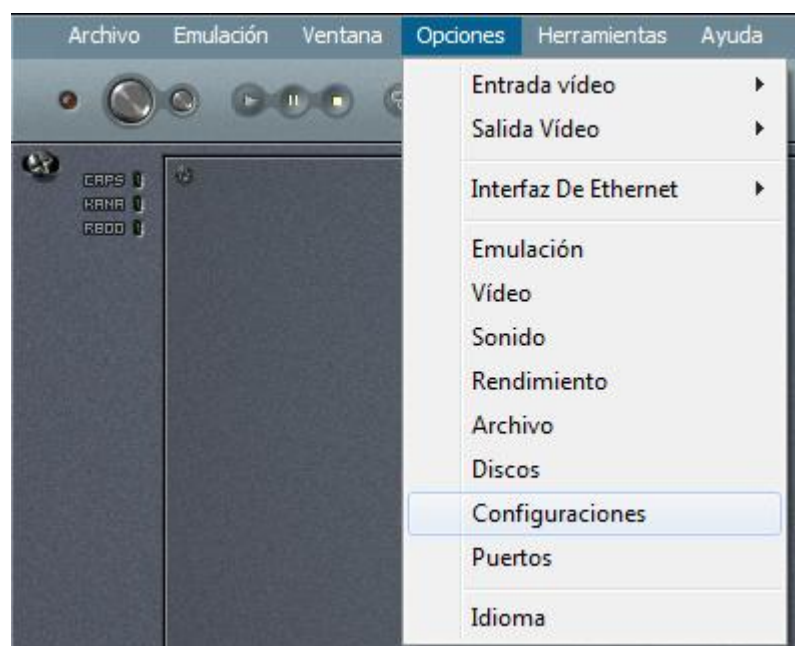 Archivo Emulación Ventana Opciones Herramientas Ayuda
Entrada vídeo
Salida Vídeo
CAPS
KANA
Interfaz De Ethernet
Emulación
Vídeo
Sonido
Rendimiento
Archivo
Discos
Configuraciones
Puertos
Idioma